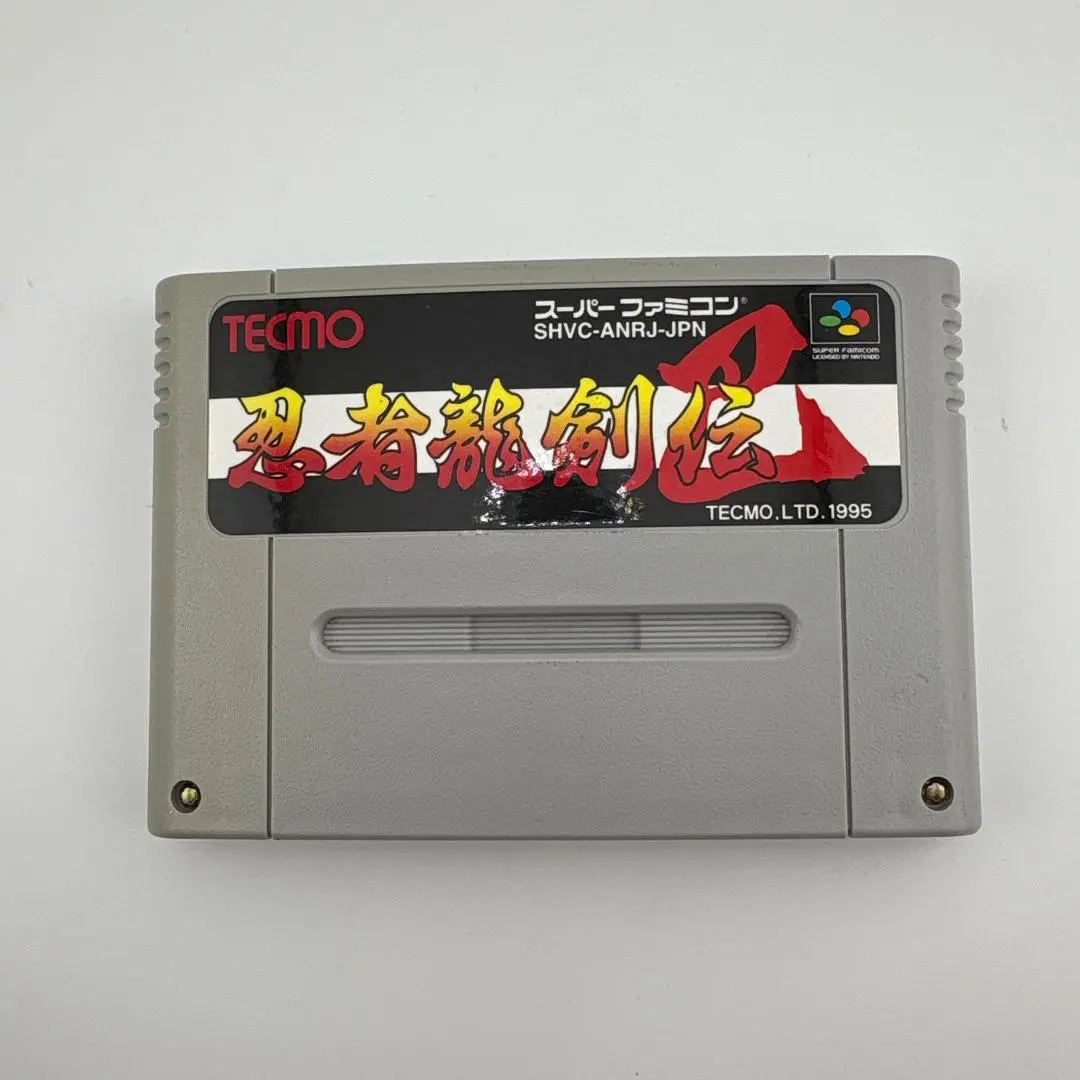 TECMO
スーパーファミコン®
SHVC-ANRJ-JPN
SUPER FAMICOM
LICENSED BY NINTENDO
忍者龍剣伝
巴
TECMO,LTD.1995